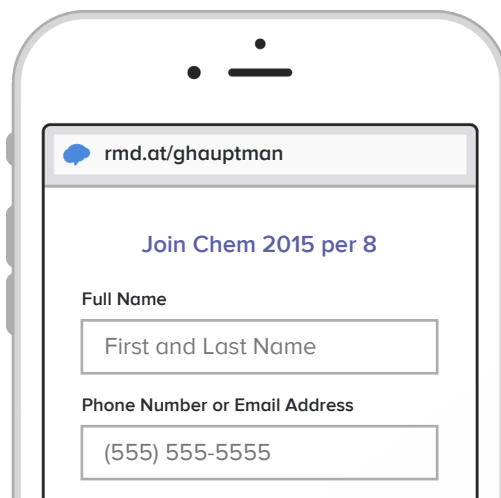 rmd.at/ghauptman
Join Chem 2015 per 8
Full Name
First and Last Name
Phone Number or Email Address
(555) 555-5555